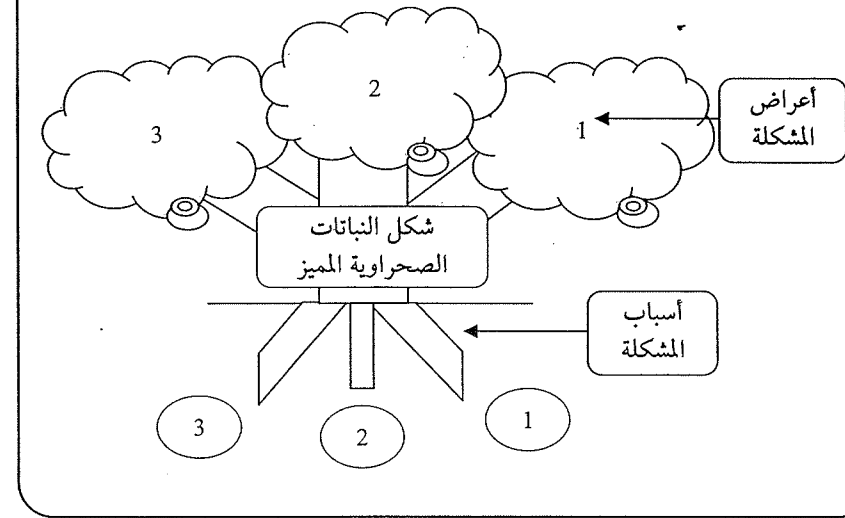 2
3
1
أعراض
المشكلة
شكل النباتات
الصحراوية المميز
أسباب
المشكلة
1
2
3